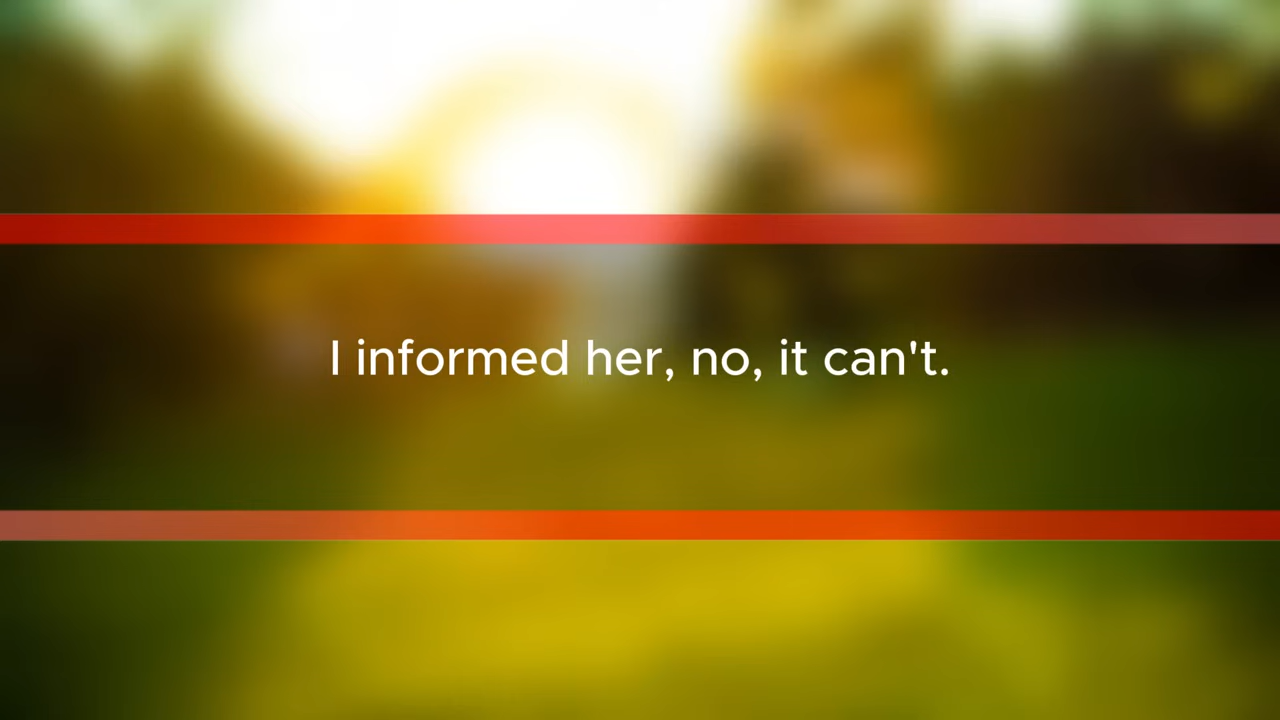 I informed her, no, it can't.